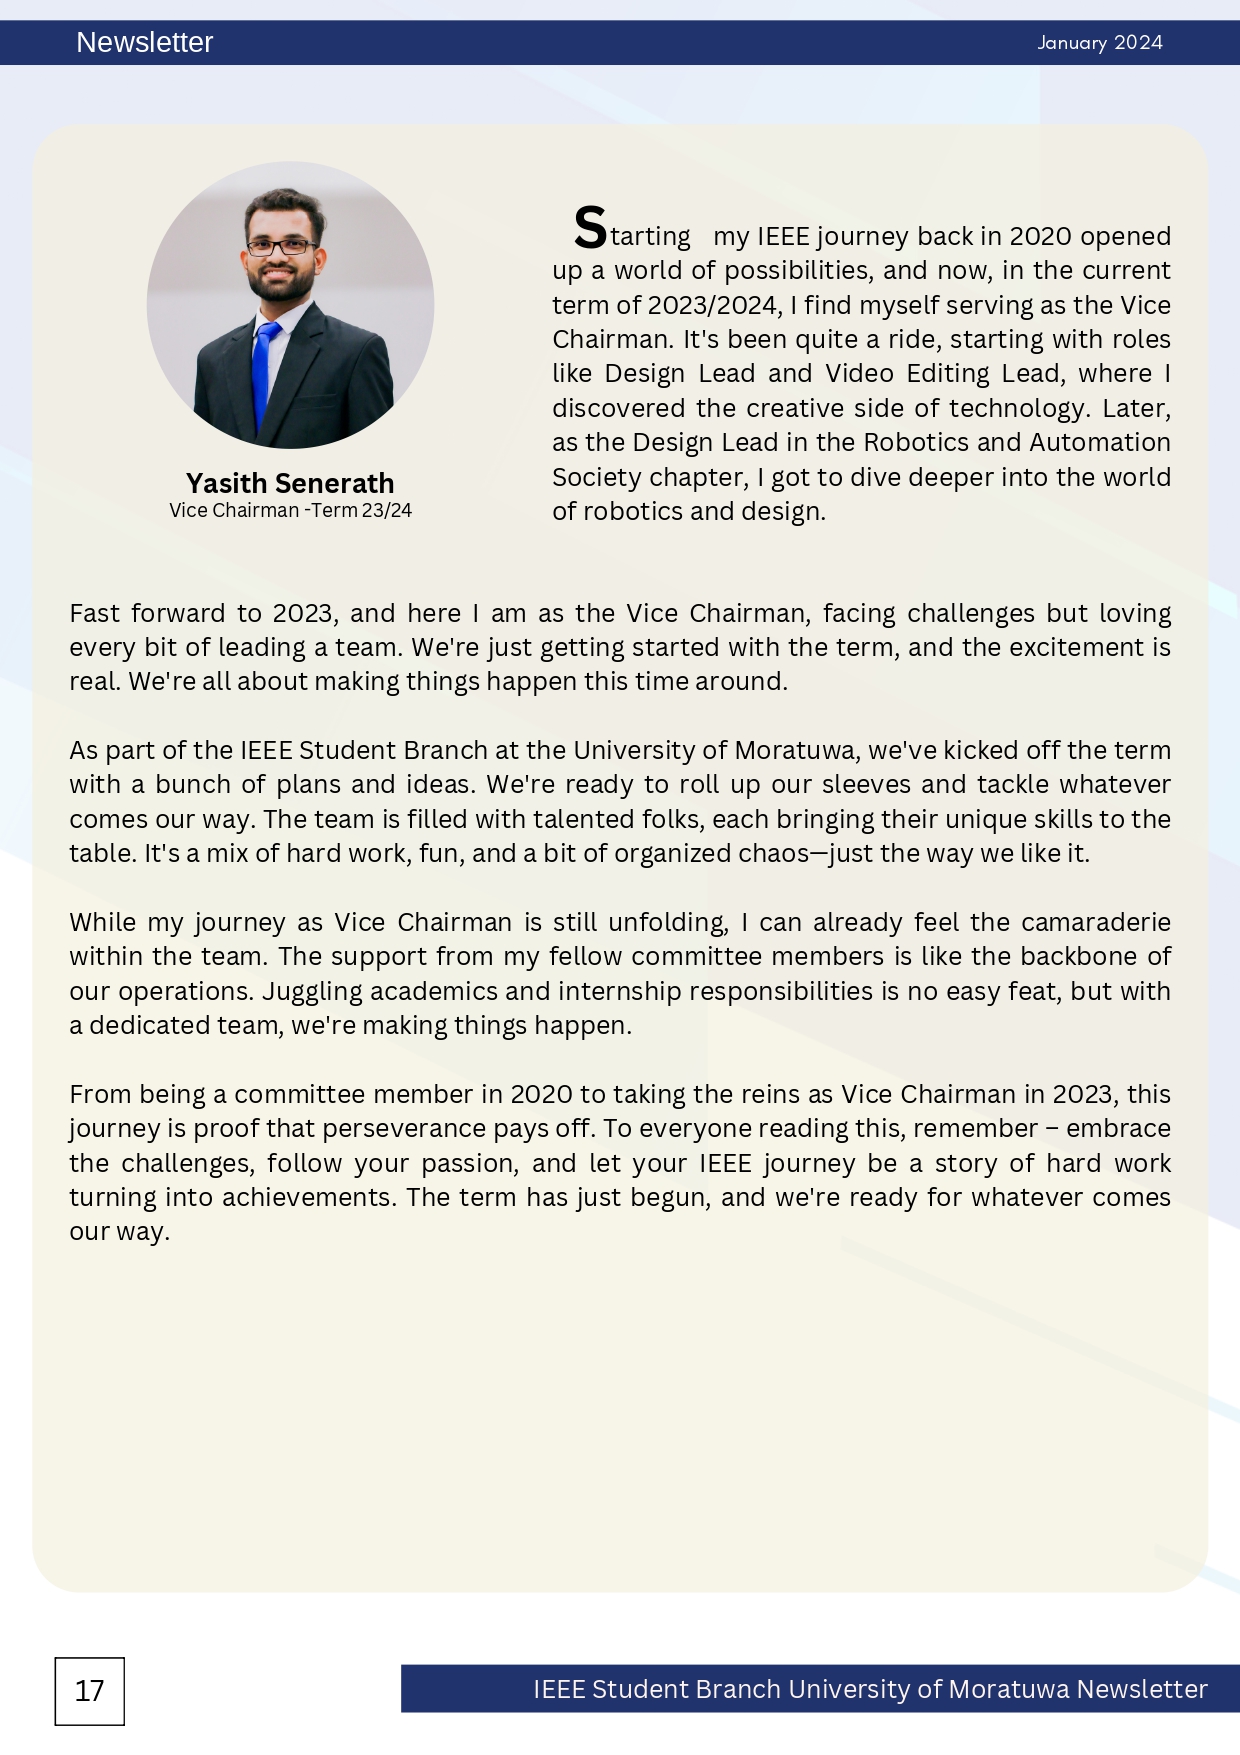 Newsletter
January 2024
Starting my IEEE journey back in 2020 opened
up a world of possibilities, and now, in the current
term of 2023/2024, I find myself serving as the Vice
Chairman. It's been quite a ride, starting with roles
like Design Lead and Video Editing Lead, where I
discovered the creative side of technology. Later,
as the Design Lead in the Robotics and Automation
Society chapter, I got to dive deeper into the world
of robotics and design.
Yasith Senerath
Vice Chairman -Term 23/24
Fast forward to 2023, and here I am as the Vice Chairman, facing challenges but loving
every bit of leading a team. We're just getting started with the term, and the excitement is
real. We're all about making things happen this time around.
As part of the IEEE Student Branch at the University of Moratuwa, we've kicked off the term
with a bunch of plans and ideas. We're ready to roll up our sleeves and tackle whatever
comes our way. The team is filled with talented folks, each bringing their unique skills to the
table. It's a mix of hard work, fun, and a bit of organized chaos—just the way we like it.
While my journey as Vice Chairman is still unfolding, I can already feel the camaraderie
within the team. The support from my fellow committee members is like the backbone of
our operations. Juggling academics and internship responsibilities is no easy feat, but with
a dedicated team, we're making things happen.
From being a committee member in 2020 to taking the reins as Vice Chairman in 2023, this
journey is proof that perseverance pays off. To everyone reading this, remember – embrace
the challenges, follow your passion, and let your IEEE journey be a story of hard work
turning into achievements. The term has just begun, and we're ready for whatever comes
our way.
17
IEEE Student Branch University of Moratuwa Newsletter